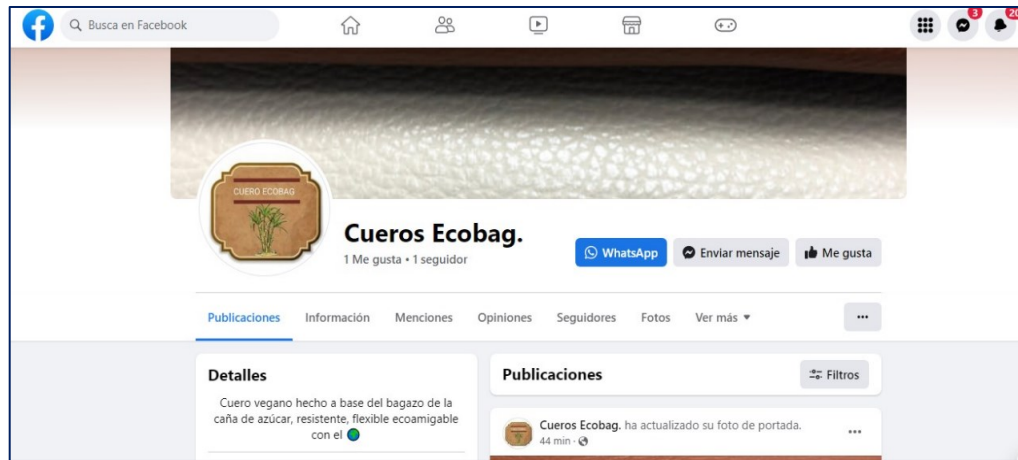 Busca en Facebook
3
20
CUERO ECOBAG
Cueros Ecobag.
1 Me gusta • 1 seguidor
WhatsApp
Enviar mensaje
Me gusta
Publicaciones Información Menciones Opiniones Seguidores Fotos Ver más
Detalles
Cuero vegano hecho a base del bagazo de la
caña de azúcar, resistente, flexible ecoamigable
con el
Publicaciones
Filtros
Cueros Ecobag. ha actualizado su foto de portada.
44 min ·